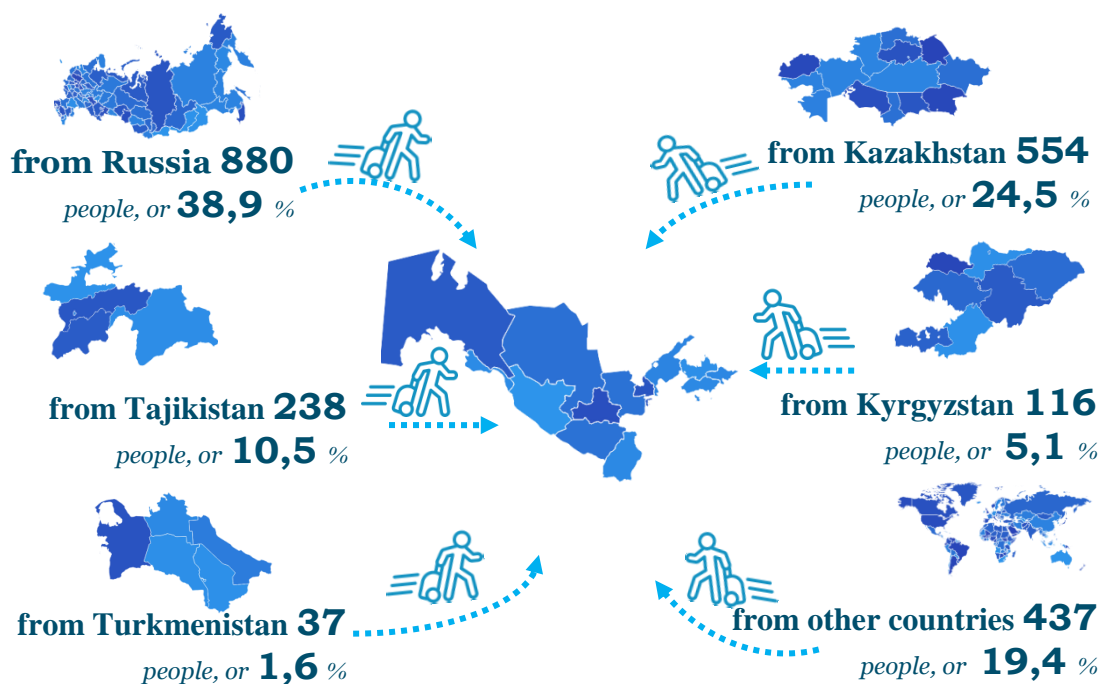 from Russia 880
people, or 38,9 %
from Kazakhstan 554
people, or 24,5 %
from Tajikistan 238
people, or 10,5 %
from Kyrgyzstan 116
people, or 5,1 %
from Turkmenistan 37
people, or 1,6 %
from other countries 437
people, or 19,4 %